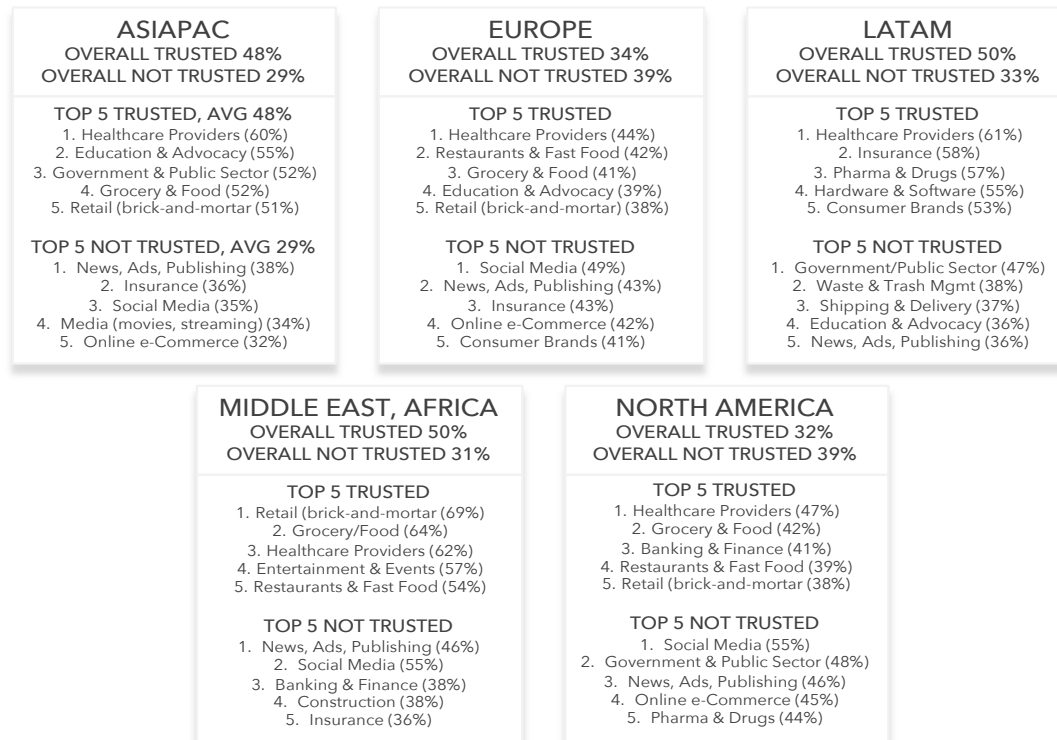 ASIAPAC
OVERALL TRUSTED 48%
OVERALL NOT TRUSTED 29%
TOP 5 TRUSTED, AVG 48%
1. Healthcare Providers (60%)
2. Education & Advocacy (55%)
3. Government & Public Sector (52%)
4. Grocery & Food (52%)
5. Retail (brick-and-mortar (51%)
TOP 5 NOT TRUSTED, AVG 29%
1. News, Ads, Publishing (38%)
2. Insurance (36%)
3. Social Media (35%)
4. Media (movies, streaming) (34%)
5. Online e-Commerce (32%)
EUROPE
OVERALL TRUSTED 34%
OVERALL NOT TRUSTED 39%
TOP 5 TRUSTED
1. Healthcare Providers (44%)
2. Restaurants & Fast Food (42%)
3. Grocery & Food (41%)
4. Education & Advocacy (39%)
5. Retail (brick-and-mortar) (38%)
TOP 5 NOT TRUSTED
1. Social Media (49%)
2. News, Ads, Publishing (43%)
3. Insurance (43%)
4. Online e-Commerce (42%)
5. Consumer Brands (41%)
LATAM
OVERALL TRUSTED 50%
OVERALL NOT TRUSTED 33%
TOP 5 TRUSTED
1. Healthcare Providers (61%)
2. Insurance (58%)
3. Pharma & Drugs (57%)
4. Hardware & Software (55%)
5. Consumer Brands (53%)
TOP 5 NOT TRUSTED
1. Government/Public Sector (47%)
2. Waste & Trash Mgmt (38%)
3. Shipping & Delivery (37%)
4. Education & Advocacy (36%)
5. News, Ads, Publishing (36%)
MIDDLE EAST, AFRICA
OVERALL TRUSTED 50%
OVERALL NOT TRUSTED 31%
TOP 5 TRUSTED
1. Retail (brick-and-mortar (69%)
2. Grocery/Food (64%)
3. Healthcare Providers (62%)
4. Entertainment & Events (57%)
5. Restaurants & Fast Food (54%)
TOP 5 NOT TRUSTED
1. News, Ads, Publishing (46%)
2. Social Media (55%)
3. Banking & Finance (38%)
4. Construction (38%)
5. Insurance (36%)
NORTH AMERICA
OVERALL TRUSTED 32%
OVERALL NOT TRUSTED 39%
TOP 5 TRUSTED
1. Healthcare Providers (47%)
2. Grocery & Food (42%)
3. Banking & Finance (41%)
4. Restaurants & Fast Food (39%)
5. Retail (brick-and-mortar (38%)
TOP 5 NOT TRUSTED
1. Social Media (55%)
2. Government & Public Sector (48%)
3. News, Ads, Publishing (46%)
4. Online e-Commerce (45%)
5. Pharma & Drugs (44%)